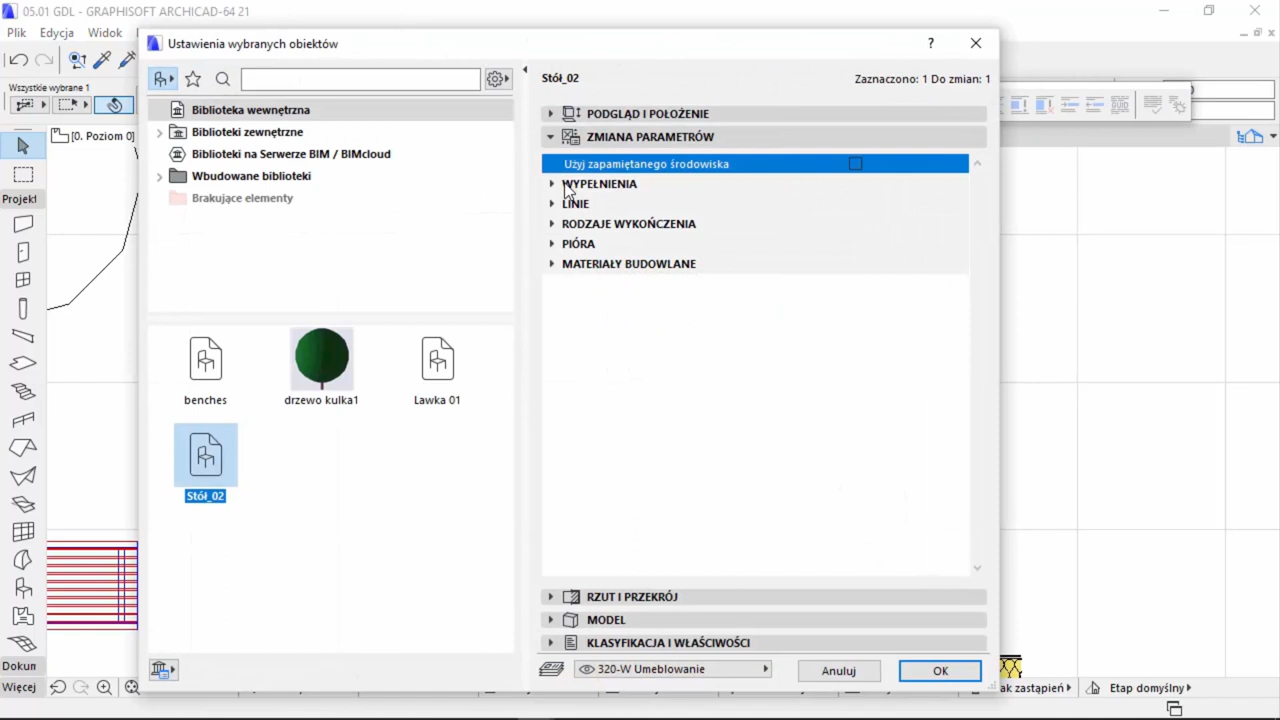 05.01 GDL - GRAPHISOFT ARCHICAD-64 21
Plik Edycja Widok
Ustawienia wybranych obiektów
?
Wszystkie wybrane 1
Stół_02
Zaznaczono: 1 Do zmian: 1
Biblioteka wewnętrzna
Biblioteki zewnętrzne
Biblioteki na Serwerze BIM / BIMcloud
Wbudowane biblioteki
Brakujące elementy
PODGLĄD I POŁOŻENIE
ZMIANA PARAMETRÓW
Użyj zapamiętanego środowiska
WYPEŁNIENIA
LINIE
RODZAJE WYKOŃCZENIA
PIÓRA
MATERIAŁY BUDOWLANE
[0. Poziom 0]
Projekt
benches
drzewo kulka1
Lawka 01
Stół_02
RZUT I PRZEKRÓJ
MODEL
KLASYFIKACJA I WŁAŚCIWOŚCI
320-W Umeblowanie
Anuluj
OK
Dokum
Więcej
ak zastąpień
Etap domyślny